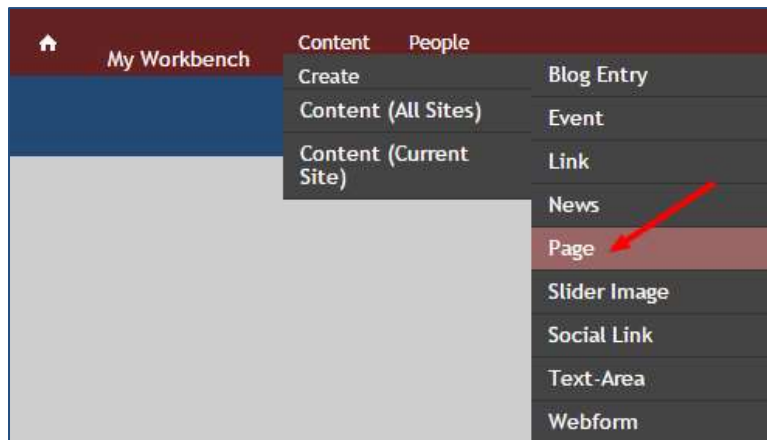 My Workbench
Content
People
Create
Content (All Sites)
Content (Current
Site)
Blog Entry
Event
Link
News
Page
Slider Image
Social Link
Text-Area
Webform